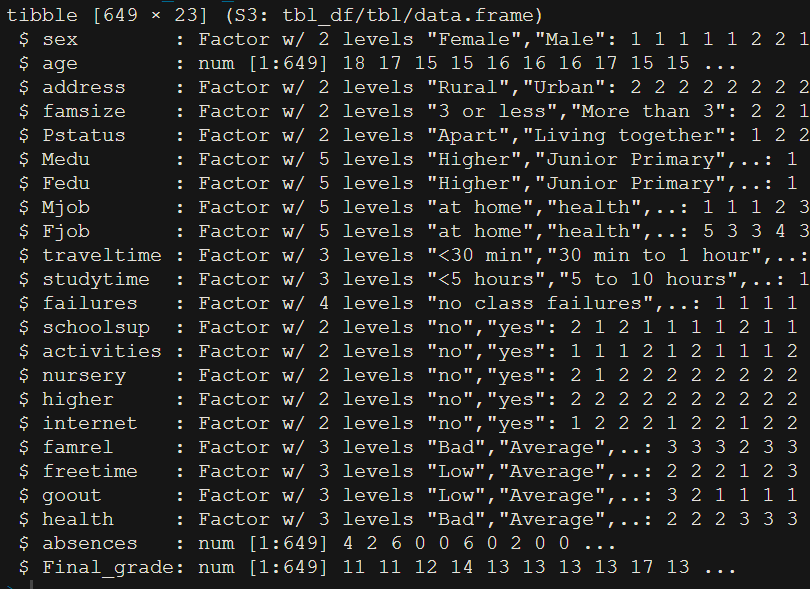 tibble [649 × 23] (S3: tbl_df/tbl/data.frame)
$ sex        : Factor w/ 2 levels "Female","Male": 1 1 1 1 1 2 2 1
$ age        : num [1:649] 18 17 15 15 16 16 16 17 15 15 ...
$ address    : Factor w/ 2 levels "Rural","Urban": 2 2 2 2 2 2 2 2
$ famsize    : Factor w/ 2 levels "3 or less","More than 3": 2 2 1
$ Pstatus    : Factor w/ 2 levels "Apart","Living together": 1 2 2
$ Medu       : Factor w/ 5 levels "Higher","Junior Primary",..: 1
$ Fedu       : Factor w/ 5 levels "Higher","Junior Primary",..: 1
$ Mjob       : Factor w/ 5 levels "at home","health",..: 1 1 1 2 3
$ Fjob       : Factor w/ 5 levels "at home","health",..: 5 3 3 4 3
$ traveltime : Factor w/ 3 levels "<30 min","30 min to 1 hour",..:
$ studytime  : Factor w/ 3 levels "<5 hours","5 to 10 hours",..: 1
$ failures   : Factor w/ 4 levels "no class failures",..: 1 1 1 1
$ schoolsup  : Factor w/ 2 levels "no","yes": 2 1 2 1 1 1 1 2 1 1
$ activities : Factor w/ 2 levels "no","yes": 1 1 1 2 1 2 1 1 1 2
$ nursery    : Factor w/ 2 levels "no","yes": 2 1 2 2 2 2 2 2 2 2
$ higher     : Factor w/ 2 levels "no","yes": 2 2 2 2 2 2 2 2 2 2
$ internet   : Factor w/ 2 levels "no","yes": 1 2 2 2 1 2 2 1 2 2
$ famrel     : Factor w/ 3 levels "Bad","Average",..: 3 3 3 2 3 3
$ freetime   : Factor w/ 3 levels "Low","Average",..: 2 2 2 1 2 3
$ goout      : Factor w/ 3 levels "Low","Average",..: 3 2 1 1 1 1
$ health     : Factor w/ 3 levels "Bad","Average",..: 2 2 2 3 3 3
$ absences   : num [1:649] 4 2 6 0 0 6 0 2 0 0 ...
$ Final_grade: num [1:649] 11 11 12 14 13 13 13 13 17 13 ...